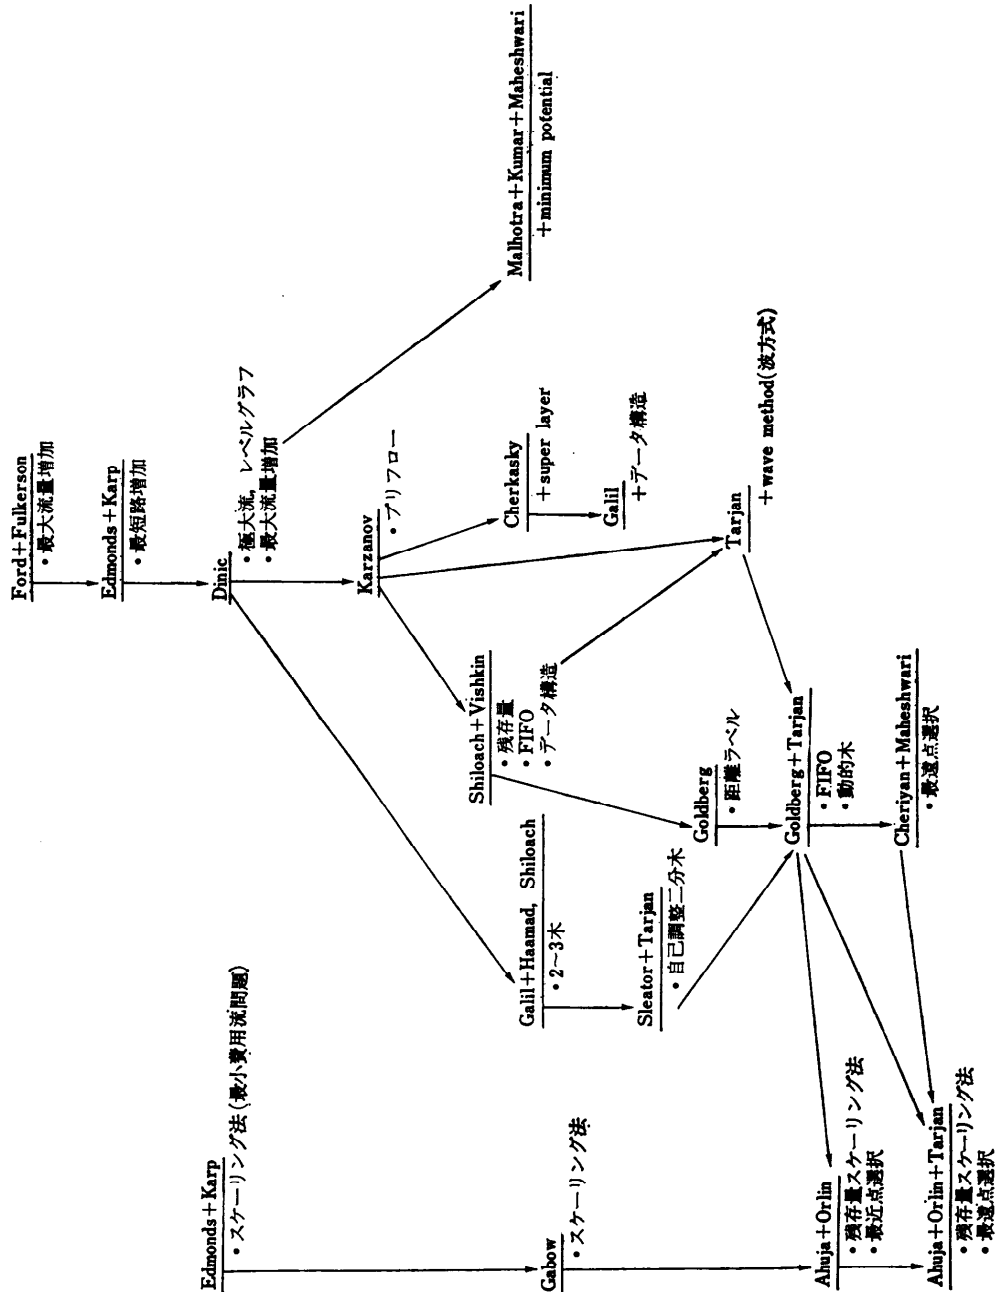 Ford+Fulkerson
・最大流量増加
Edmonds+Karp
・最短路増加
Dinic
・極大流, レベルグラフ
・最大流量増加
Malhotra+Kumar+Maheshwari
+minimum potential
Karzanov
・プリフロー
Cherkasky
+super layer
Galil
+データ構造
Tarjan
+wave method(波方式)
Shiloach+Vishkin
・残存量
・FIFO
・データ構造
Galil+Haamad, Shiloach
・2～3木
Sleator+Tarjan
・自己調整二分木
Goldberg
・距離ラベル
Goldberg+Tarjan
・FIFO
・動的木
Cheriyan+Maheshwari
・最遠点選択
Edmonds+Karp
・スケーリング法(最小費用流問題)
Gabow
・スケーリング法
Ahuja+Orlin
・残存量スケーリング法
・最近点選択
Ahuja+Orlin+Tarjan
・残存量スケーリング法
・最遠点選択